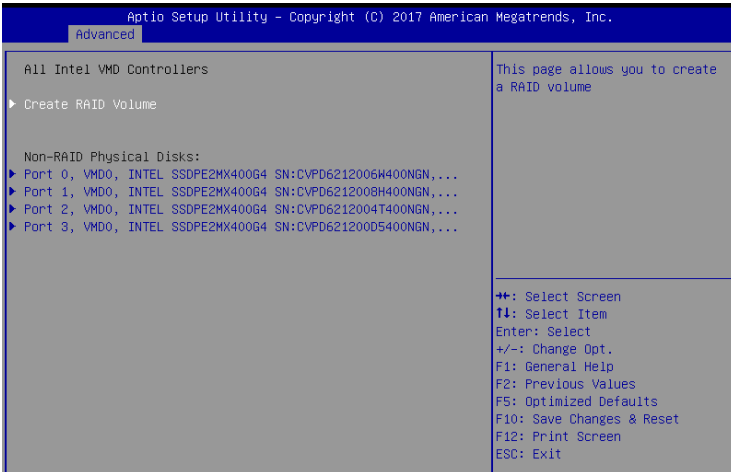 Aptio Setup Utility – Copyright (C) 2017 American Megatrends, Inc.
Advanced
All Intel VMD Controllers
▶ Create RAID Volume
Non-RAID Physical Disks:
▶ Port 0, VMD0, INTEL SSDPE2MX400G4 SN:CVPD6212006W400NGN,...
▶ Port 1, VMD0, INTEL SSDPE2MX400G4 SN:CVPD6212008H400NGN,...
▶ Port 2, VMD0, INTEL SSDPE2MX400G4 SN:CVPD6212004T400NGN,...
▶ Port 3, VMD0, INTEL SSDPE2MX400G4 SN:CVPD621200D5400NGN,...
This page allows you to create
a RAID volume
→←: Select Screen
↑↓: Select Item
Enter: Select
+/-: Change Opt.
F1: General Help
F2: Previous Values
F5: Optimized Defaults
F10: Save Changes & Reset
F12: Print Screen
ESC: Exit